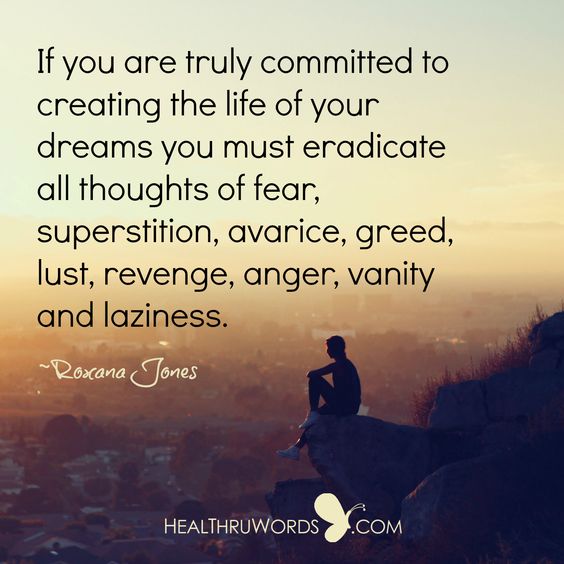 If you are truly committed to
creating the life of your
dreams you must eradicate
all thoughts of fear,
superstition, avarice, greed,
lust, revenge, anger, vanity
and laziness.
~Roxana Jones
HEALTHRUWORDS.COM